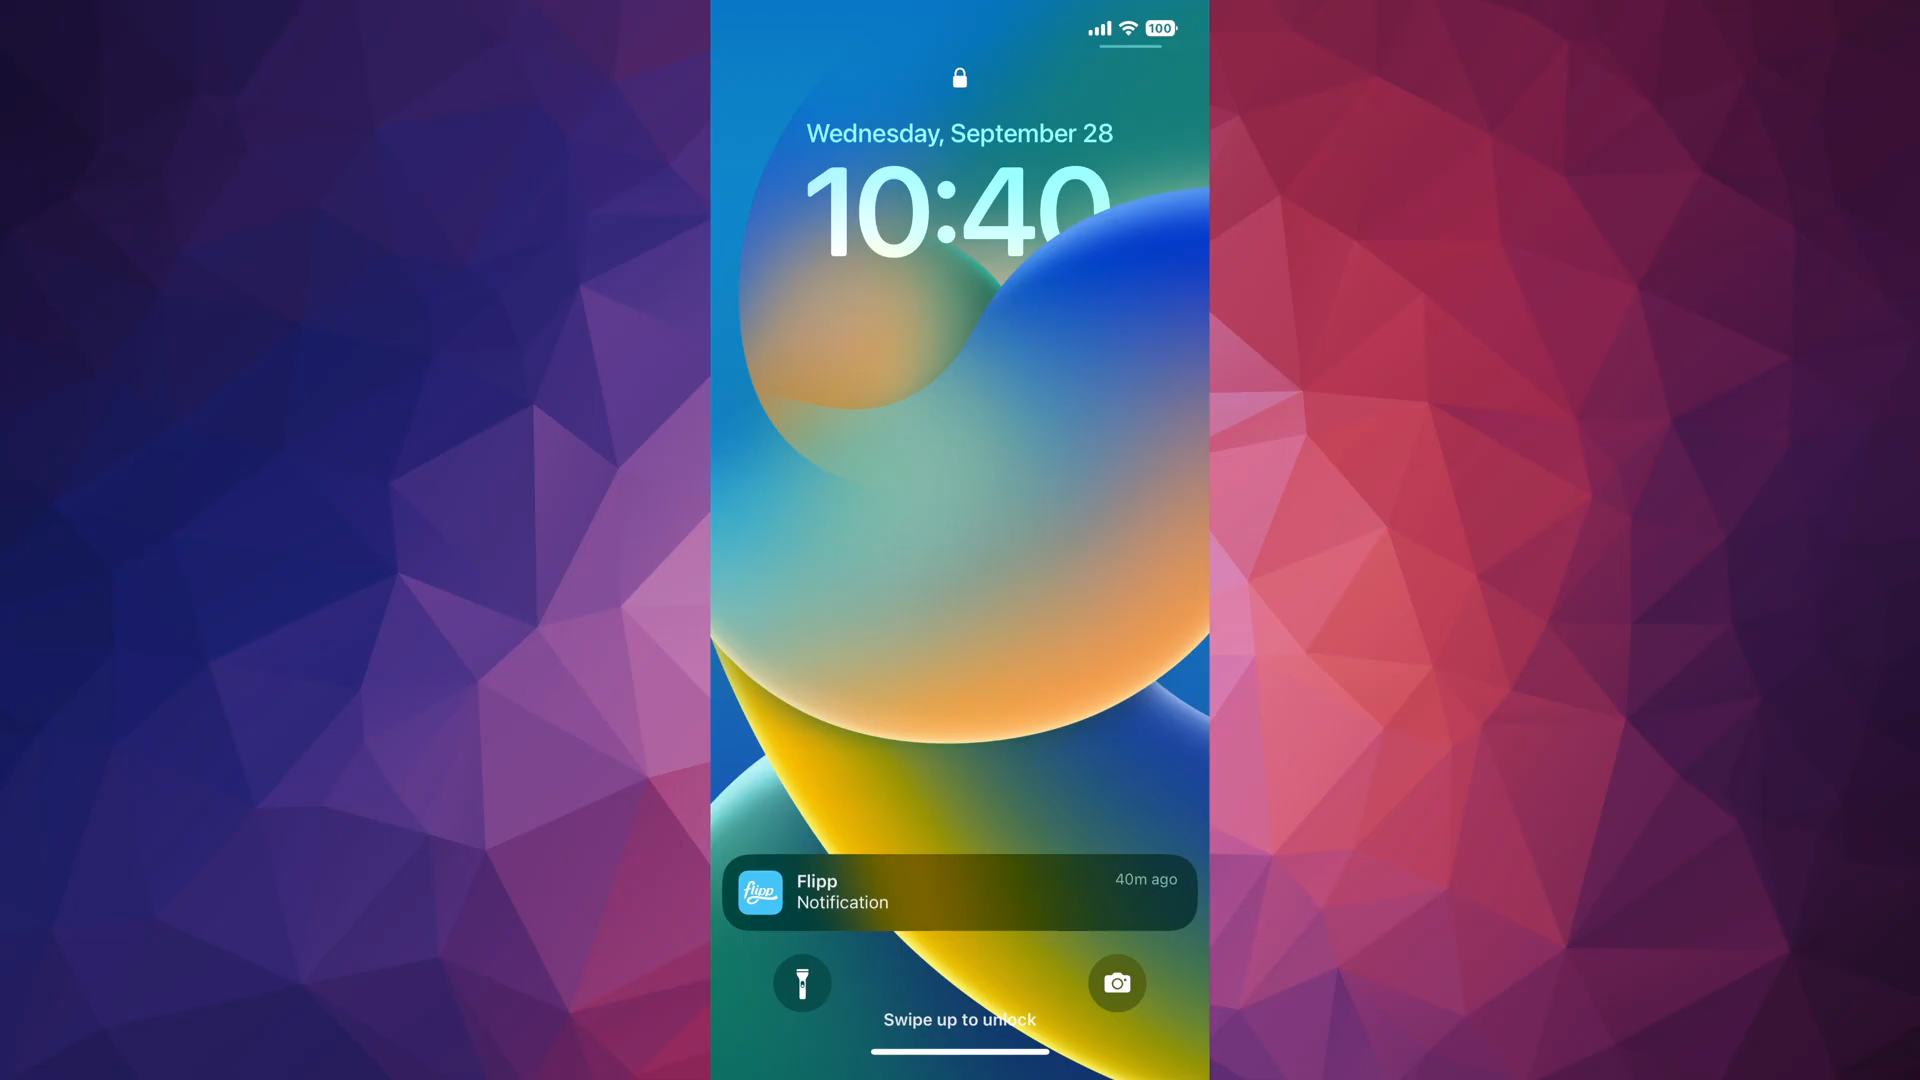 100
Wednesday, September 28
10:40
flipp
Flipp
40m ago
Notification
Swipe up to unlock